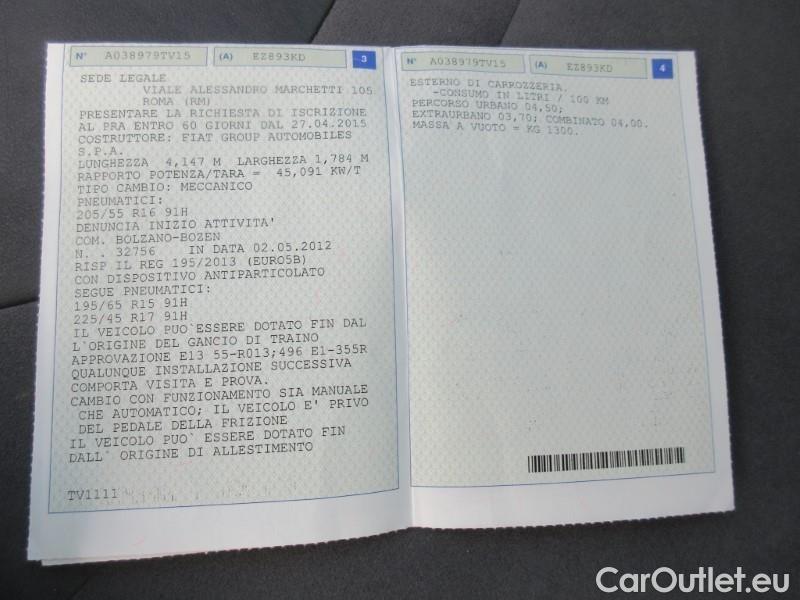 N° A038979TV15 (A) EZ893KD 3
SEDE LEGALE
VIALE ALESSANDRO MARCHETTI 105
ROMA (RM)
PRESENTARE LA RICHIESTA DI ISCRIZIONE
AL PRA ENTRO 60 GIORNI DAL 27.04.2015
COSTRUTTORE: FIAT GROUP AUTOMOBILES
S.P.A.
LUNGHEZZA 4,147 M LARGHEZZA 1,784 M
RAPPORTO POTENZA/TARA = 45,091 KW/T
TIPO CAMBIO: MECCANICO
PNEUMATICI:
205/55 R16 91H
DENUNCIA INIZIO ATTIVITA'
COM. BOLZANO-BOZEN
N. . 32756 IN DATA 02.05.2012
RISP IL REG 195/2013 (EURO5B)
CON DISPOSITIVO ANTIPARTICOLATO
SEGUE PNEUMATICI:
195/65 R15 91H
225/45 R17 91H
IL VEICOLO PUO`ESSERE DOTATO FIN DAL
L`ORIGINE DEL GANCIO DI TRAINO
APPROVAZIONE E13 55-R013;496 E1-355R
QUALUNQUE INSTALLAZIONE SUCCESSIVA
COMPORTA VISITA E PROVA.
CAMBIO CON FUNZIONAMENTO SIA MANUALE
CHE AUTOMATICO; IL VEICOLO E' PRIVO
DEL PEDALE DELLA FRIZIONE
IL VEICOLO PUO` ESSERE DOTATO FIN
DALL` ORIGINE DI ALLESTIMENTO
TV1111
N° A038979TV15 (A) EZ893KD 4
ESTERNO DI CARROZZERIA.
-CONSUMO IN LITRI / 100 KM
PERCORSO URBANO 04,50;
EXTRAURBANO 03,70; COMBINATO 04,00.
MASSA A VUOTO = KG 1300.
CarOutlet.eu